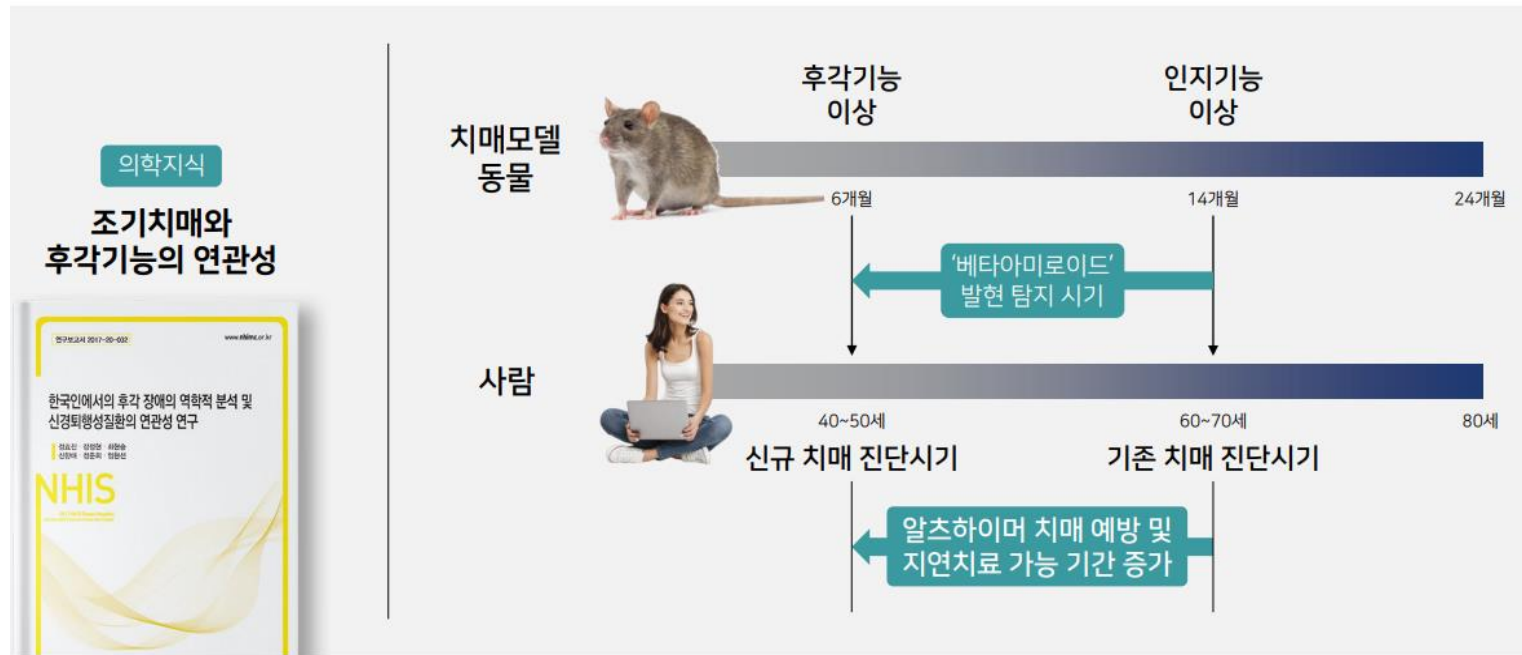 의학지식
조기치매와
후각기능의 연관성
연구보고서 2017-20-002
www.nhimc.or.kr
한국인에서의 후각 장애의 역학적 분석 및
신경퇴행성질환의 연관성 연구
NHIS
후각기능
이상
인지기능
이상
치매모델
동물
6개월
14개월
24개월
'베타아미로이드'
발현 탐지 시기
사람
40~50세
60~70세
80세
신규 치매 진단시기
기존 치매 진단시기
알츠하이머 치매 예방 및
지연치료 가능 기간 증가